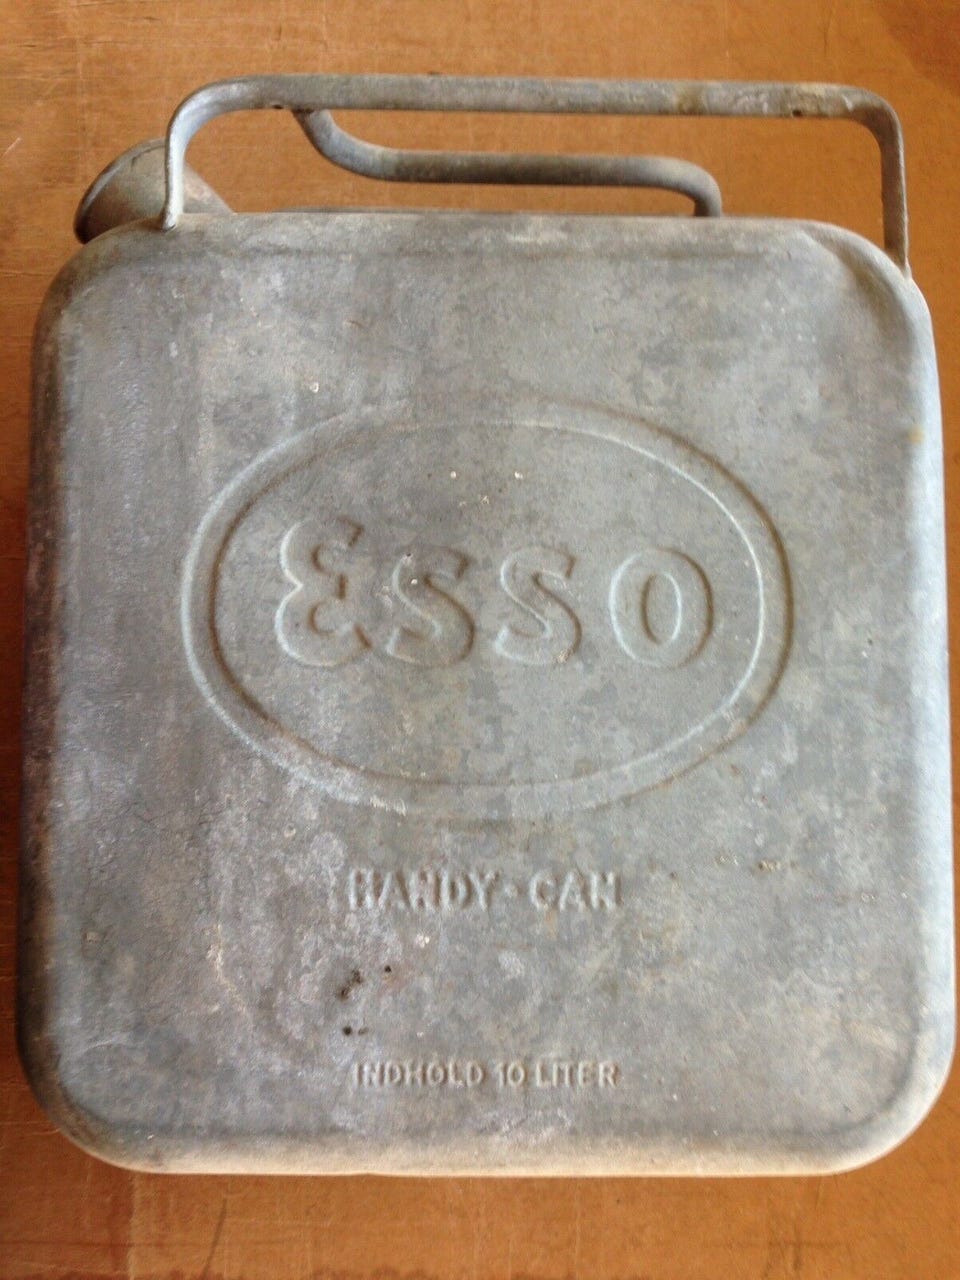 Esso
HANDY-CAN
INDHOLD 10 LITER